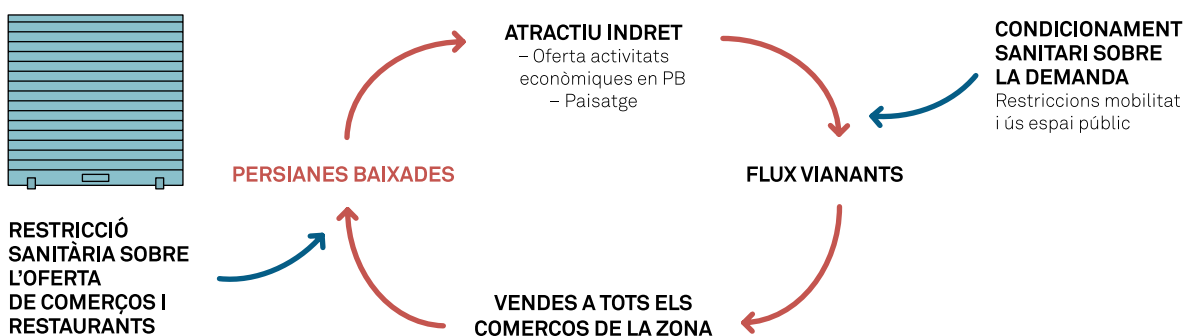 ATRACTIU INDRET
– Oferta activitats
econòmiques en PB
– Paisatge
CONDICIONAMENT
SANITARI SOBRE
LA DEMANDA
Restriccions mobilitat
i ús espai públic
PERSIANES BAIXADES
FLUX VIANANTS
RESTRICCIÓ
SANITÀRIA SOBRE
L'OFERTA
DE COMERÇOS I
RESTAURANTS
VENDES A TOTS ELS
COMERÇOS DE LA ZONA